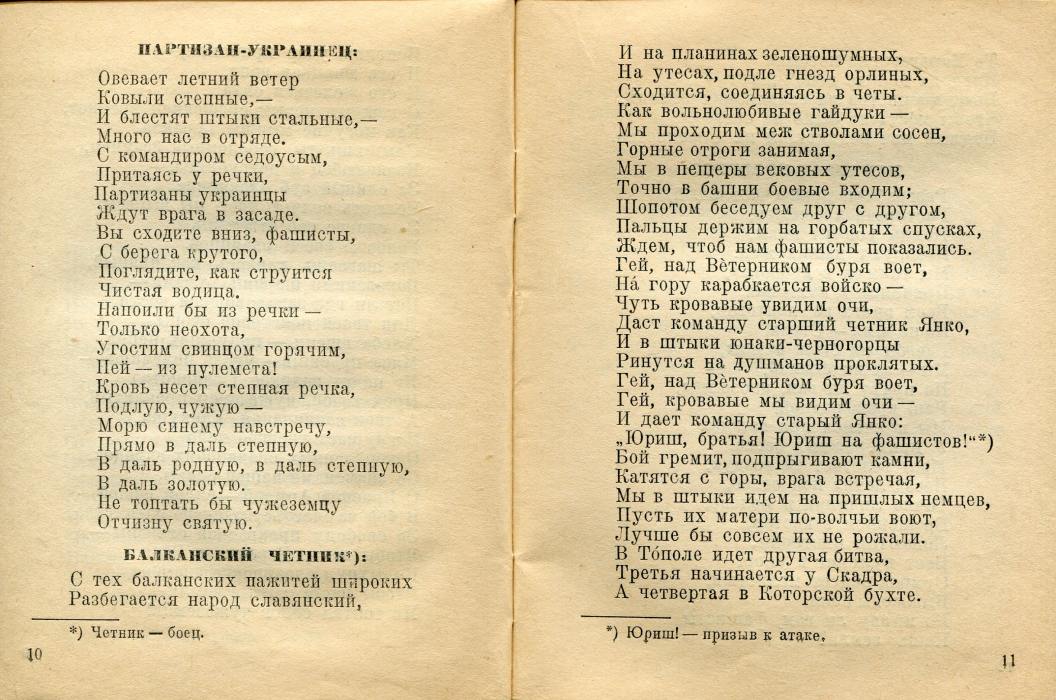 ПАРТИЗАН-УКРАИНЕЦ:
Овевает летний ветер
Ковыли степные,—
И блестят штыки стальные,—
Много нас в отряде.
С командиром седоусым,
Притаясь у речки,
Партизаны украинцы
Ждут врага в засаде.
Вы сходите вниз, фашисты,
С берега крутого,
Поглядите, как струится
Чистая водица.
Напоили бы из речки —
Только неохота,
Угостим свинцом горячим,
Пей — из пулемета!
Кровь несет степная речка,
Подлую, чужую —
Морю синему навстречу,
Прямо в даль степную,
В даль родную, в даль степную,
В даль золотую.
Не топтать бы чужеземцу
Отчизну святую.
БАЛКАНСКИЙ ЧЕТНИК*):
С тех балканских пажитей широких
Разбегается народ славянский,
*) Четник — боец.
10
И на планинах зеленошумных,
На утесах, подле гнезд орлиных,
Сходится, соединяясь в четы.
Как вольнолюбивые гайдуки —
Мы проходим меж стволами сосен,
Горные отроги занимая,
Мы в пещеры вековых утесов,
Точно в башни боевые входим;
Шопотом беседуем друг с другом,
Пальцы держим на горбатых спусках,
Ждем, чтоб нам фашисты показались.
Гей, над Вѐтерником буря воет,
На́ гору карабкается войско —
Чуть кровавые увидим очи,
Даст команду старший четник Янко,
И в штыки юнаки-черногорцы
Ринутся на душманов проклятых.
Гей, над Вѐтерником буря воет,
Гей, кровавые мы видим очи —
И дает команду старый Янко:
„Юриш, братья! Юриш на фашистов!“*)
Бой гремит, подпрыгивают камни,
Катятся с горы, врага встречая,
Мы в штыки идем на пришлых немцев,
Пусть их матери по-волчьи воют,
Лучше бы совсем их не рожали.
В То́поле идет другая битва,
Третья начинается у Скадра,
А четвертая в Которской бухте.
*) Юриш! — призыв к атаке.
11